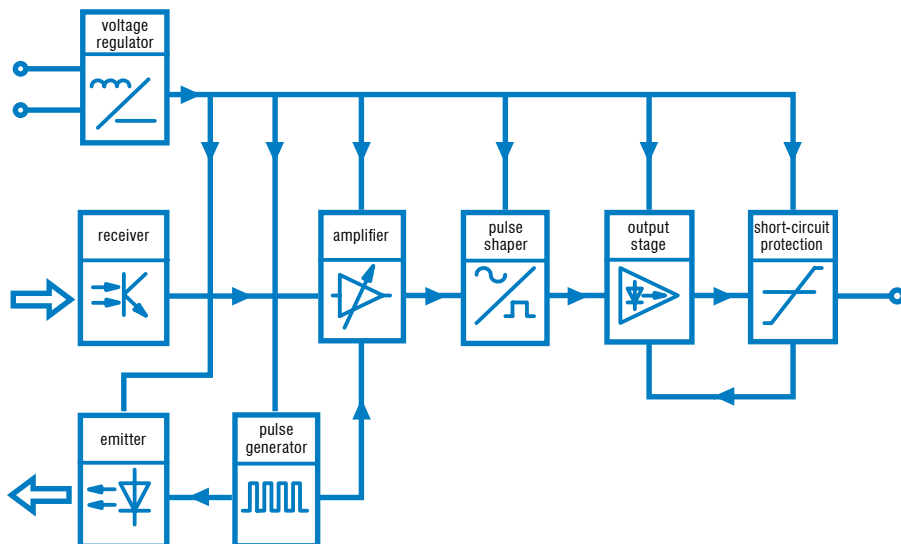 voltage
regulator
receiver
amplifier
pulse
shaper
output
stage
short-circuit
protection
emitter
pulse
generator